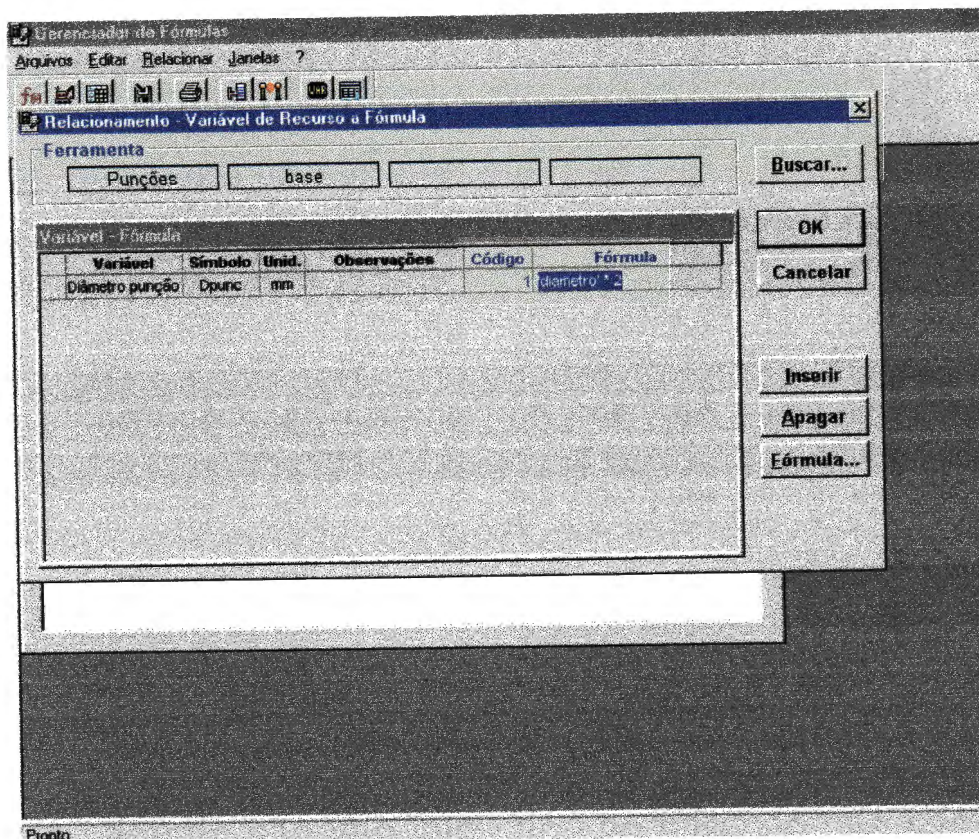 Gerenciador de Fórmulas
Arquivos Editar Relacionar Janelas ?
Relacionamento - Variável de Recurso a Fórmula
Ferramenta
Punções base
Buscar...
OK
Cancelar
Variável - Fórmula
Variável Símbolo Unid. Observações Código Fórmula
Diâmetro punção Dpunc mm 1 'diametro' * 2
Inserir
Apagar
Fórmula...
Pronto